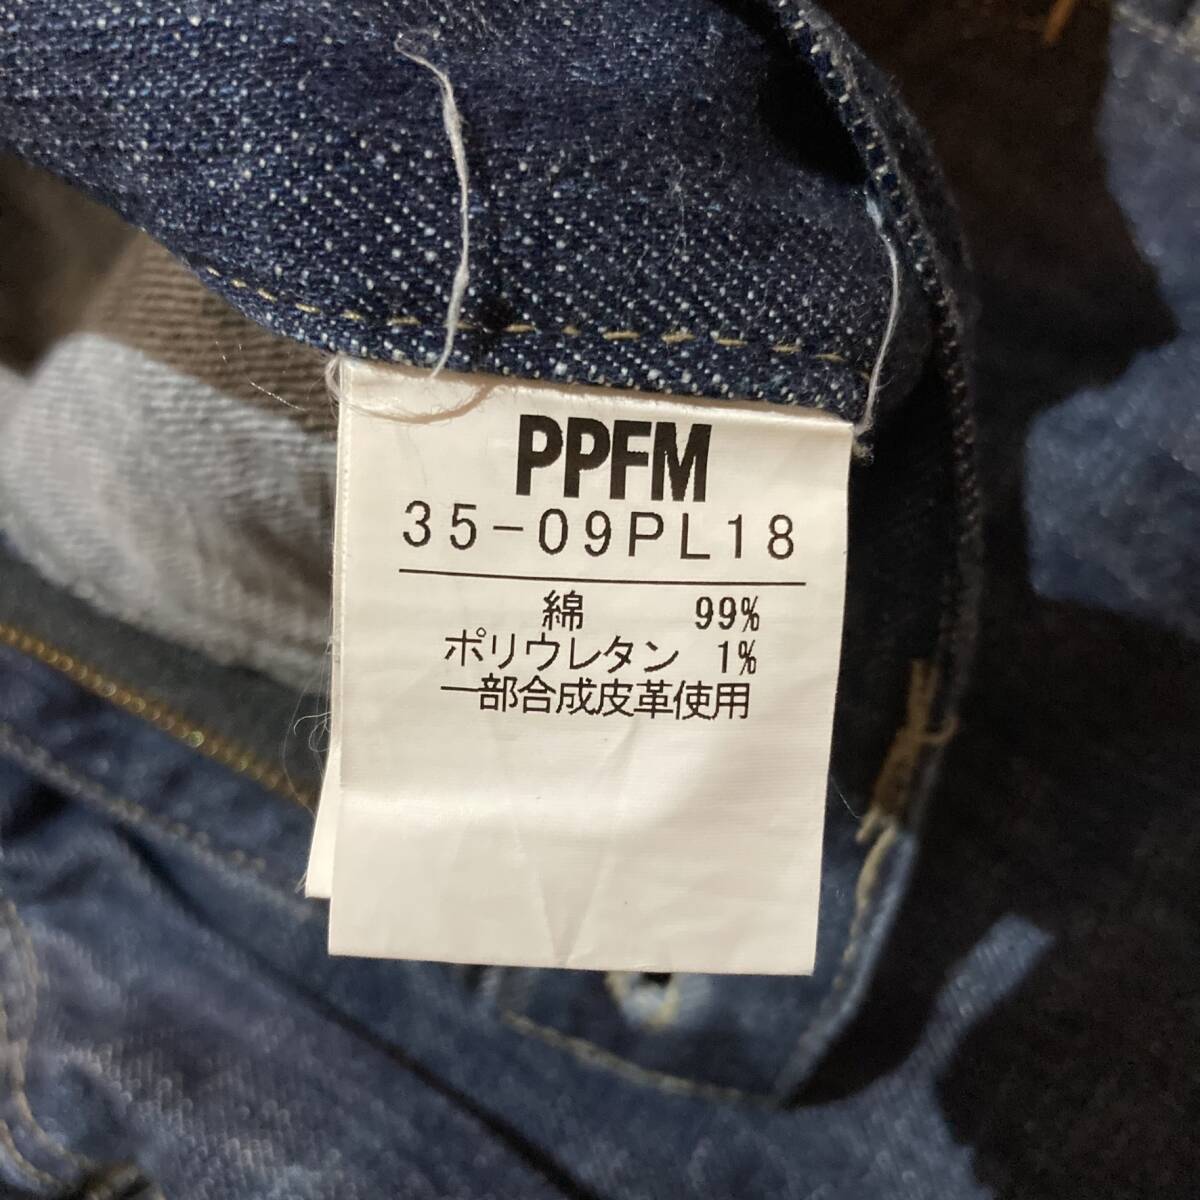 PPFM
35-09PL18
綿 99%
ポリウレタン 1%
一部合成皮革使用